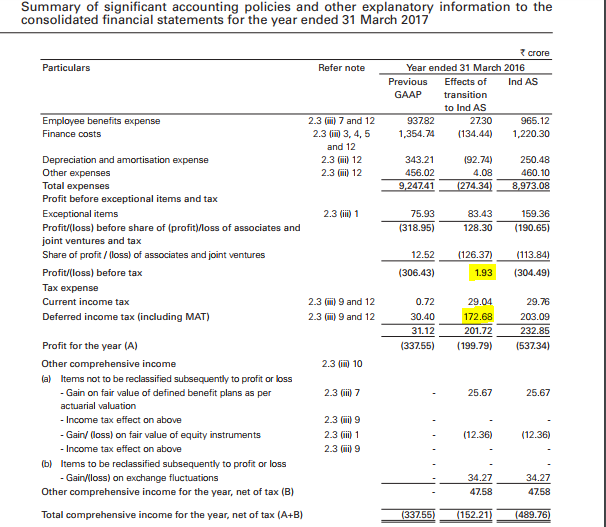 Summary of significant accounting policies and other explanatory information to the
consolidated financial statements for the year ended 31 March 2017
₹ crore
Particulars Refer note Year ended 31 March 2016
Previous Effects of Ind AS
GAAP transition
to Ind AS
Employee benefits expense 2.3 (iii) 7 and 12 937.82 27.30 965.12
Finance costs 2.3 (iii) 3, 4, 5 1,354.74 (134.44) 1,220.30
and 12
Depreciation and amortisation expense 2.3 (iii) 12 343.21 (92.74) 250.48
Other expenses 2.3 (iii) 12 456.02 4.08 460.10
Total expenses 9,247.41 (274.34) 8,973.08
Profit before exceptional items and tax
Exceptional items 2.3 (iii) 1 75.93 83.43 159.36
Profit/(loss) before share of (profit)/loss of associates and (318.95) 128.30 (190.65)
joint ventures and tax
Share of profit / (loss) of associates and joint ventures 12.52 (126.37) (113.84)
Profit/(loss) before tax (306.43) 1.93 (304.49)
Tax expense
Current income tax 2.3 (iii) 9 and 12 0.72 29.04 29.76
Deferred income tax (including MAT) 2.3 (iii) 9 and 12 30.40 172.68 203.09
31.12 201.72 232.85
Profit for the year (A) (337.55) (199.79) (537.34)
Other comprehensive income 2.3 (iii) 10
(a) Items not to be reclassified subsequently to profit or loss
- Gain on fair value of defined benefit plans as per 2.3 (iii) 7 - 25.67 25.67
actuarial valuation
- Income tax effect on above 2.3 (iii) 9 - - -
- Gain/ (loss) on fair value of equity instruments 2.3 (iii) 1 - (12.36) (12.36)
- Income tax effect on above 2.3 (iii) 9 - - -
(b) Items to be reclassified subsequently to profit or loss - - -
- Gain/(loss) on exchange fluctuations - 34.27 34.27
Other comprehensive income for the year, net of tax (B) - 47.58 47.58
Total comprehensive income for the year, net of tax (A+B) (337.55) (152.21) (489.76)